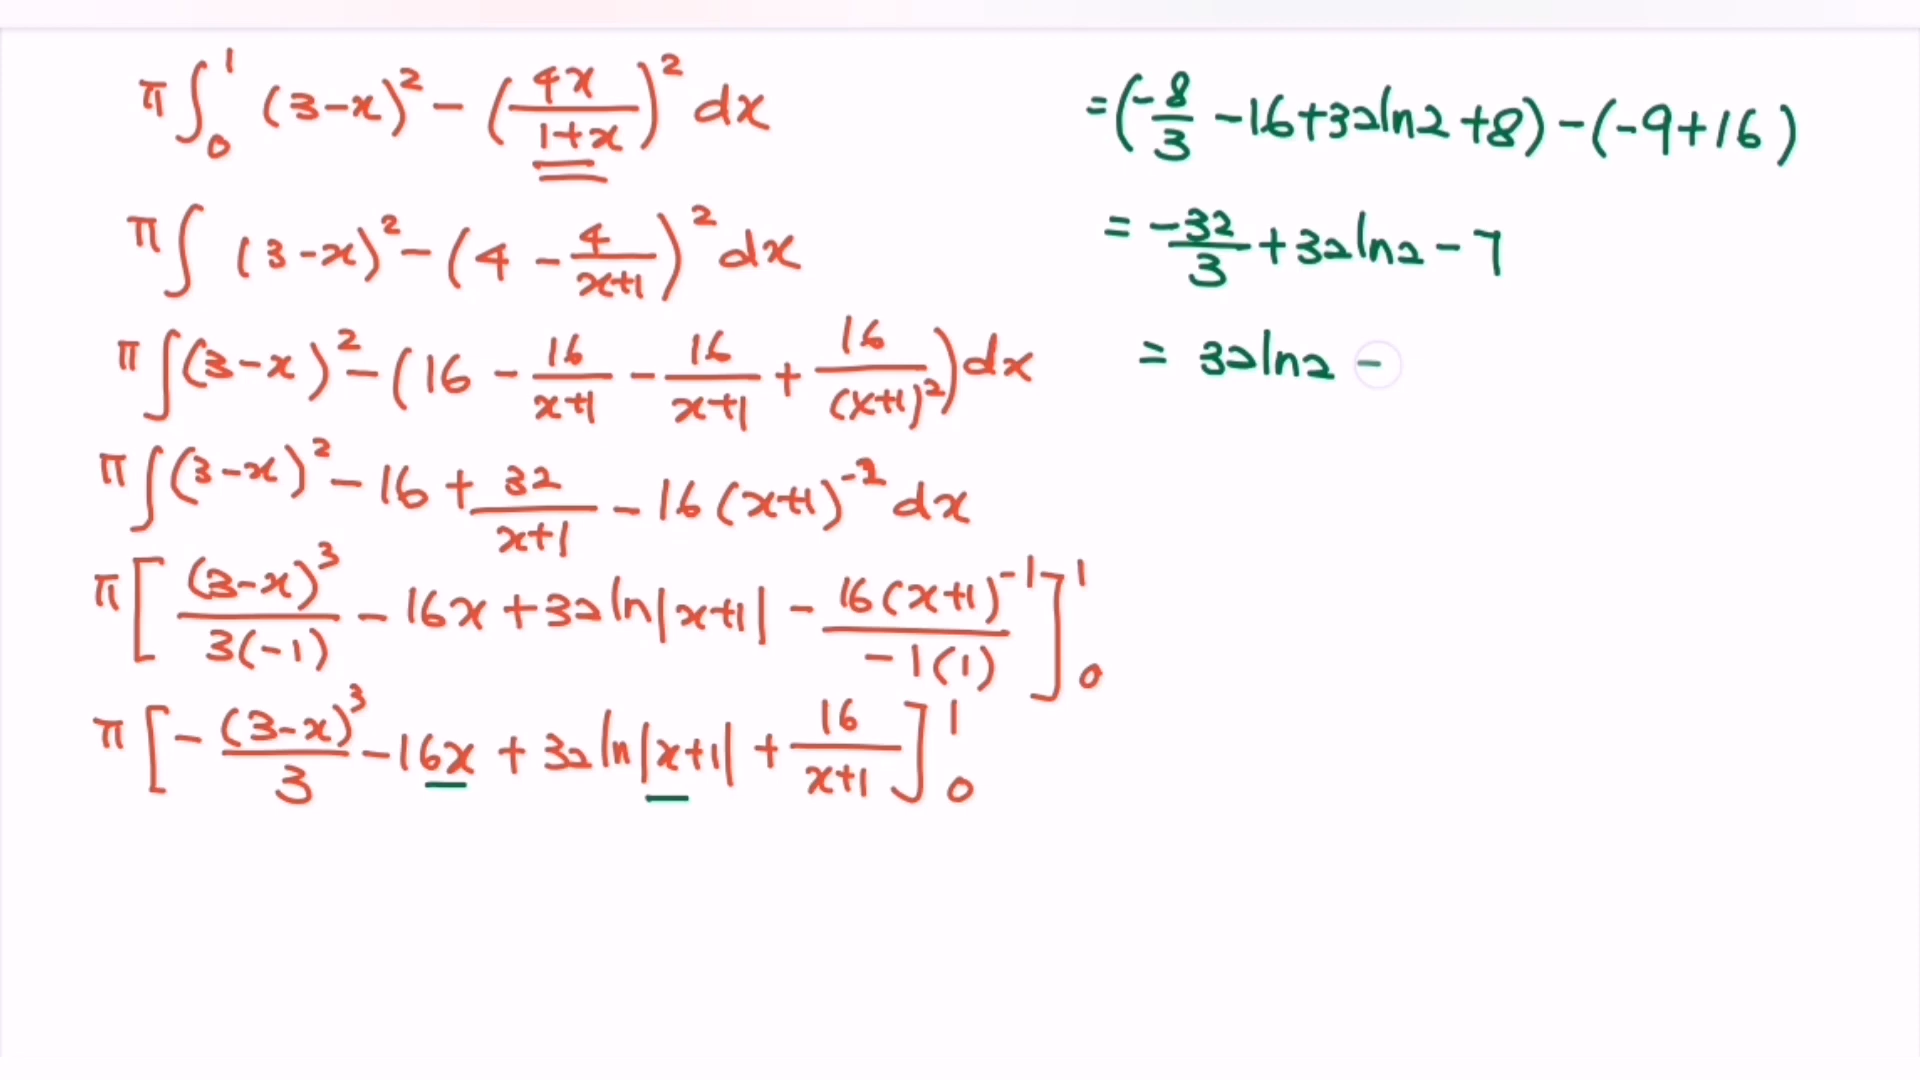 π∫₀¹ (3-x)² - (4x/(1+x))² dx
π∫ (3-x)² - (4 - 4/(x+1))² dx
π∫(3-x)² - (16 - 16/(x+1) - 16/(x+1) + 16/(x+1)²)dx
π∫(3-x)² - 16 + 32/(x+1) - 16(x+1)⁻² dx
π[(3-x)³/(3(-1)) - 16x + 32ln|x+1| - 16(x+1)⁻¹/(-1(1))]₀¹
π[-(3-x)³/3 - 16x + 32ln|x+1| + 16/(x+1)]₀¹
= (-8/3 - 16 + 32ln2 + 8) - (-9 + 16)
= -32/3 + 32ln2 - 7
= 32ln2 -